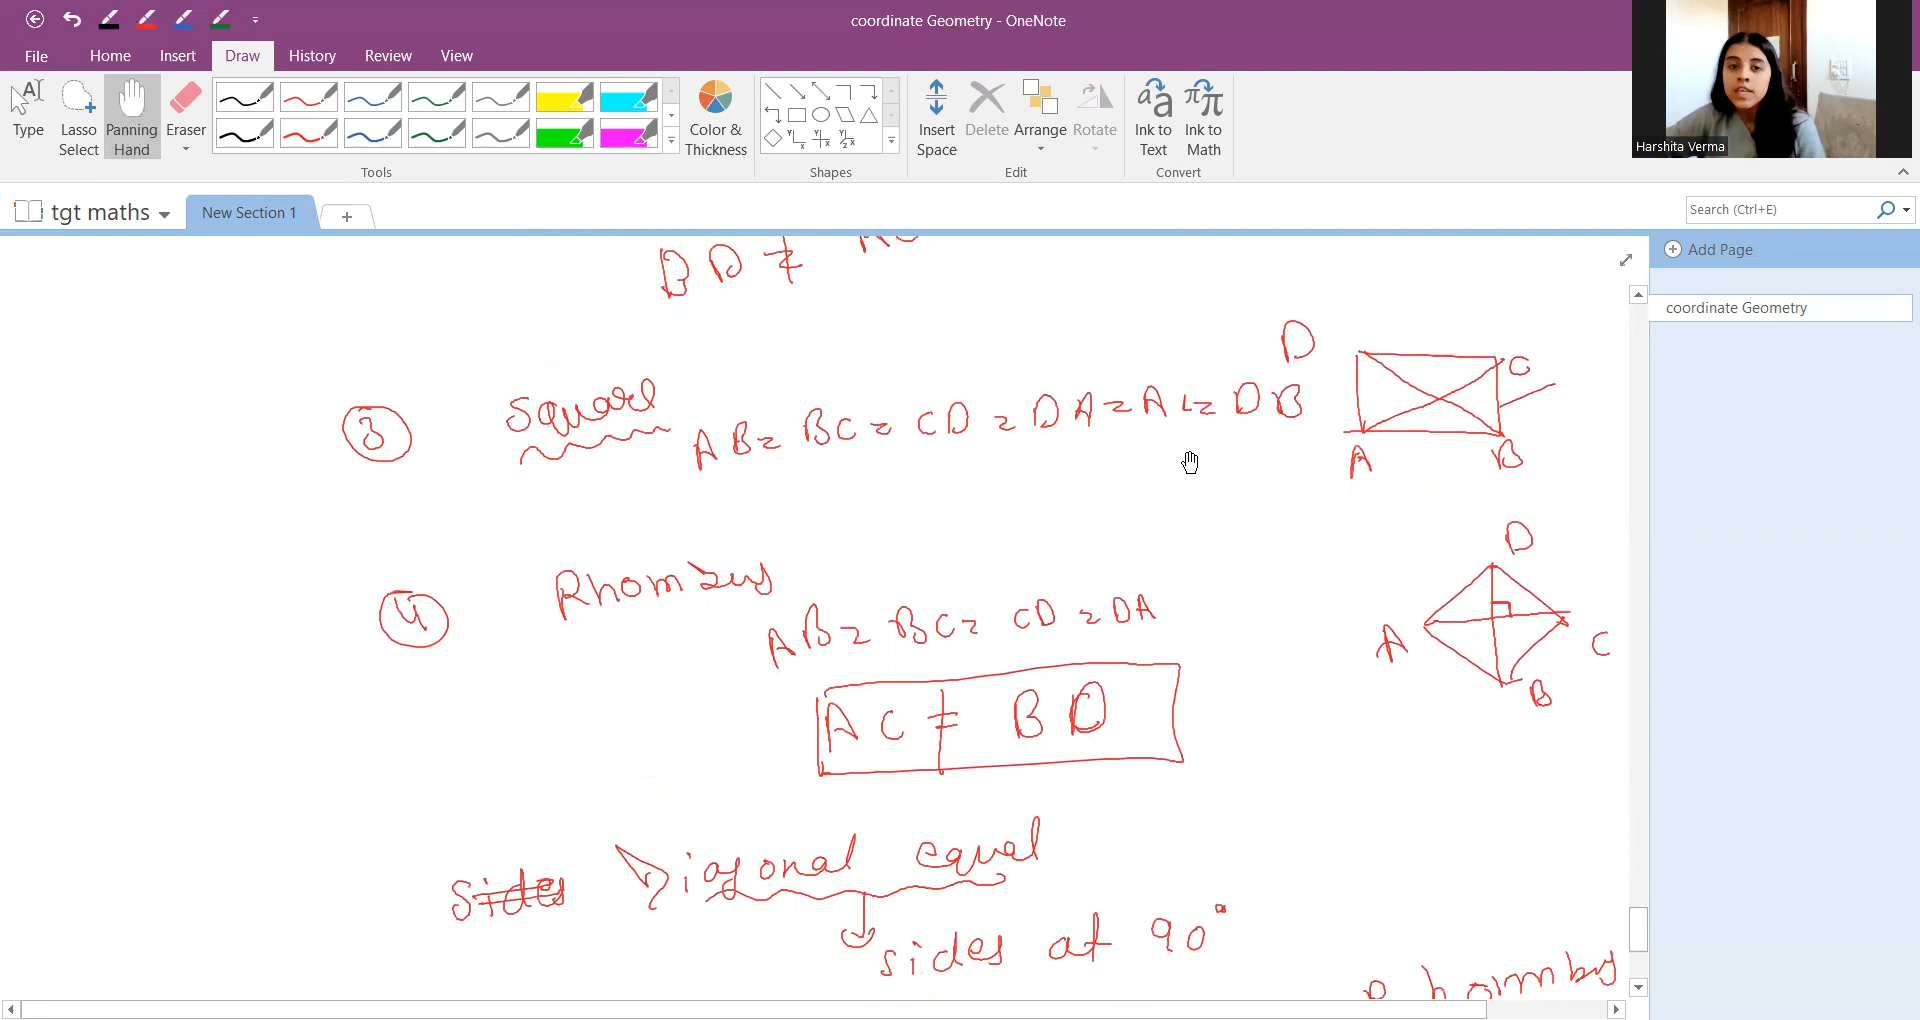 coordinate Geometry - OneNote
File Home Insert Draw History Review View
Type Lasso Select Panning Hand Eraser Color & Thickness Insert Space Delete Arrange Rotate Ink to Text Ink to Math
Tools Shapes Edit Convert
Harshita Verma
tgt maths New Section 1 +
Search (Ctrl+E)
Add Page
coordinate Geometry
BD ≠ AC
D
C
3 Square AB = BC = CD = DA = AC = DB
A B
D
4 Rhombus
AB = BC = CD = DA
A C
B
AC ≠ BD
Sides Diagonal equal
sides at 90°
Rhombus